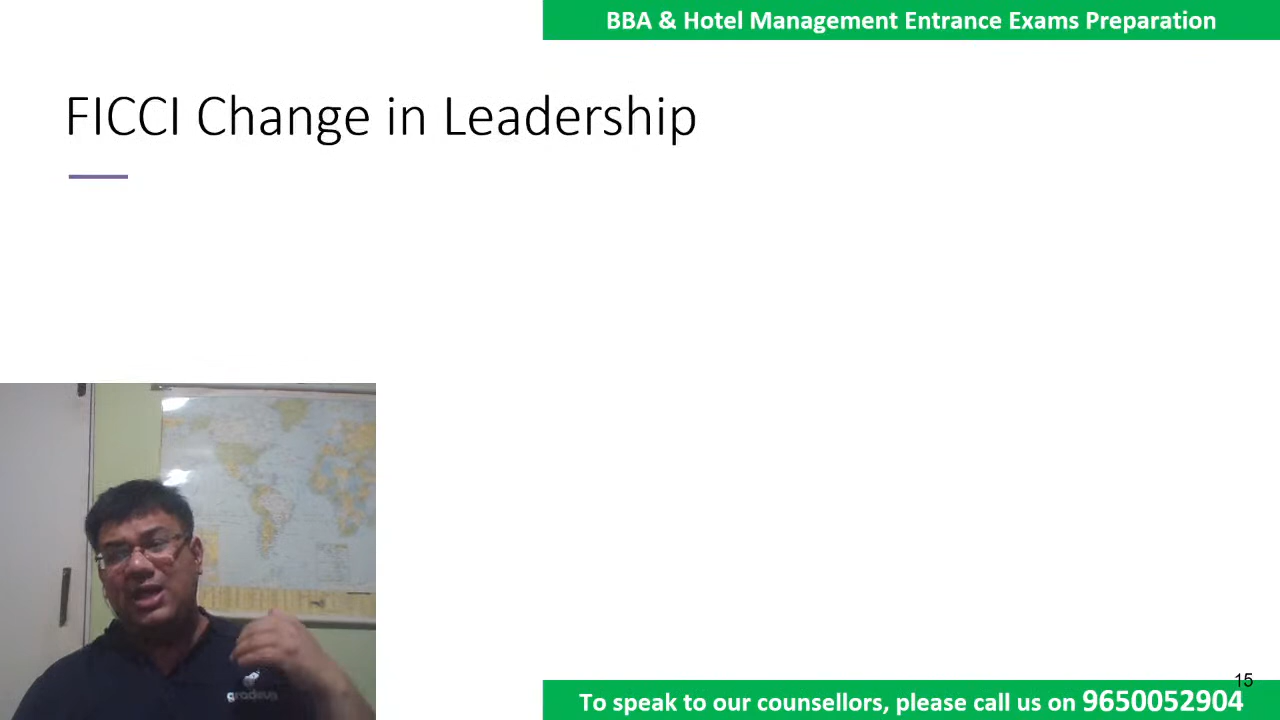 BBA & Hotel Management Entrance Exams Preparation
FICCI Change in Leadership
gradeup
15
To speak to our counsellors, please call us on 9650052904